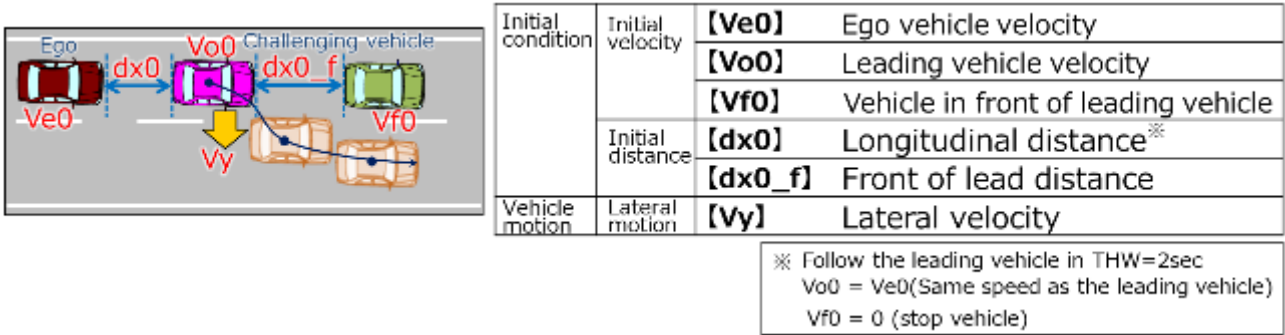 Ego
Vo0
Challenging vehicle
dx0
dx0_f
Ve0
Vf0
Vy
Initial condition
Initial velocity
【Ve0】 Ego vehicle velocity
【Vo0】 Leading vehicle velocity
【Vf0】 Vehicle in front of leading vehicle
Initial distance
【dx0】 Longitudinal distance※
【dx0_f】 Front of lead distance
Vehicle motion
Lateral motion
【Vy】 Lateral velocity
※ Follow the leading vehicle in THW=2sec
Vo0 = Ve0(Same speed as the leading vehicle)
Vf0 = 0 (stop vehicle)